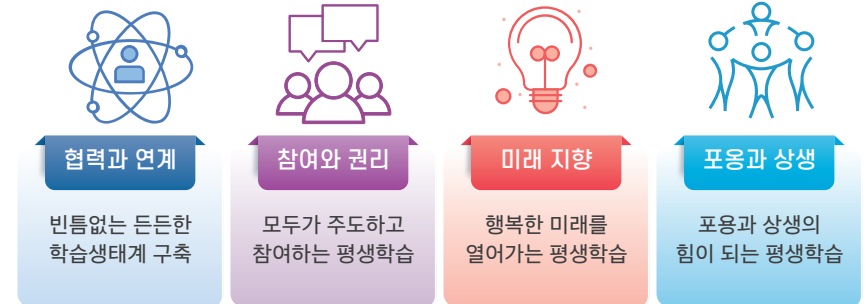 협력과 연계
빈틈없는 든든한
학습생태계 구축
참여와 권리
모두가 주도하고
참여하는 평생학습
미래 지향
행복한 미래를
열어가는 평생학습
포옹과 상생
포용과 상생의
힘이 되는 평생학습